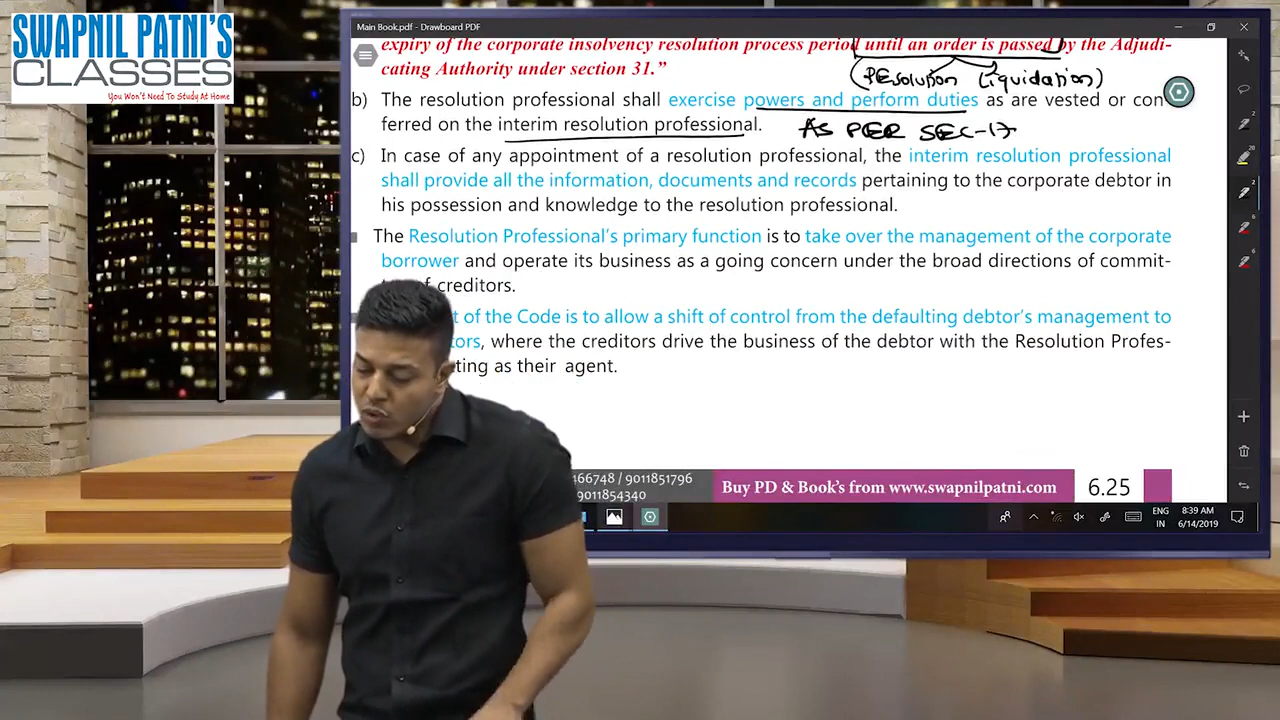 SWAPNIL PATNI'S
CLASSES
You Won't Need To Study At Home
Main Book.pdf - Drawboard PDF
expiry of the corporate insolvency resolution process period until an order is passed by the Adjudi-
cating Authority under section 31.”
(Resolution Liquidation)
b) The resolution professional shall exercise powers and perform duties as are vested or con-
ferred on the interim resolution professional.
AS PER SEC-17
c) In case of any appointment of a resolution professional, the interim resolution professional
shall provide all the information, documents and records pertaining to the corporate debtor in
his possession and knowledge to the resolution professional.
The Resolution Professional's primary function is to take over the management of the corporate
borrower and operate its business as a going concern under the broad directions of commit-
of creditors.
of the Code is to allow a shift of control from the defaulting debtor's management to
where the creditors drive the business of the debtor with the Resolution Profes-
as their agent.
466748 / 9011851796
9011854340
Buy PD & Book's from www.swapnilpatni.com
6.25
ENG
IN
8:39 AM
6/14/2019